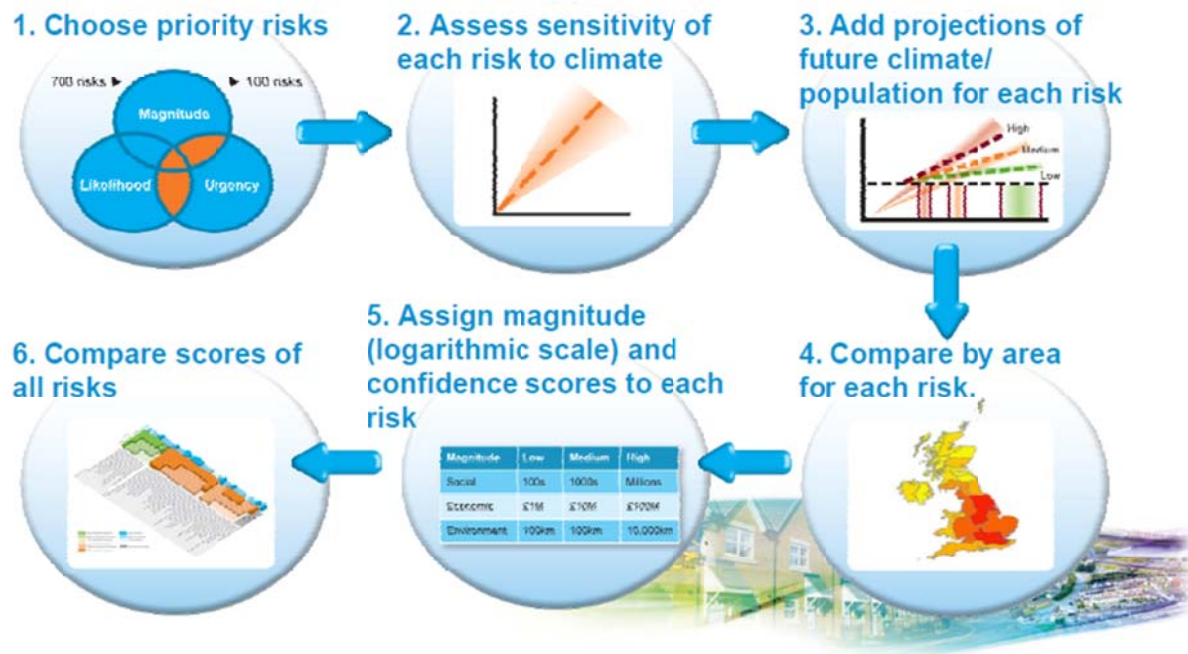 1. Choose priority risks
700 risks
100 risks
Magnitude
Likelihood
Urgency
2. Assess sensitivity of
each risk to climate
3. Add projections of
future climate/
population for each risk
High
Medium
Low
4. Compare by area
for each risk.
5. Assign magnitude
(logarithmic scale) and
confidence scores to each
risk
Magnitude Low Medium High
Social 100s 1000s Millions
Economic £1M £10M £100M
Environment 100km 100km 10,000km
6. Compare scores of
all risks